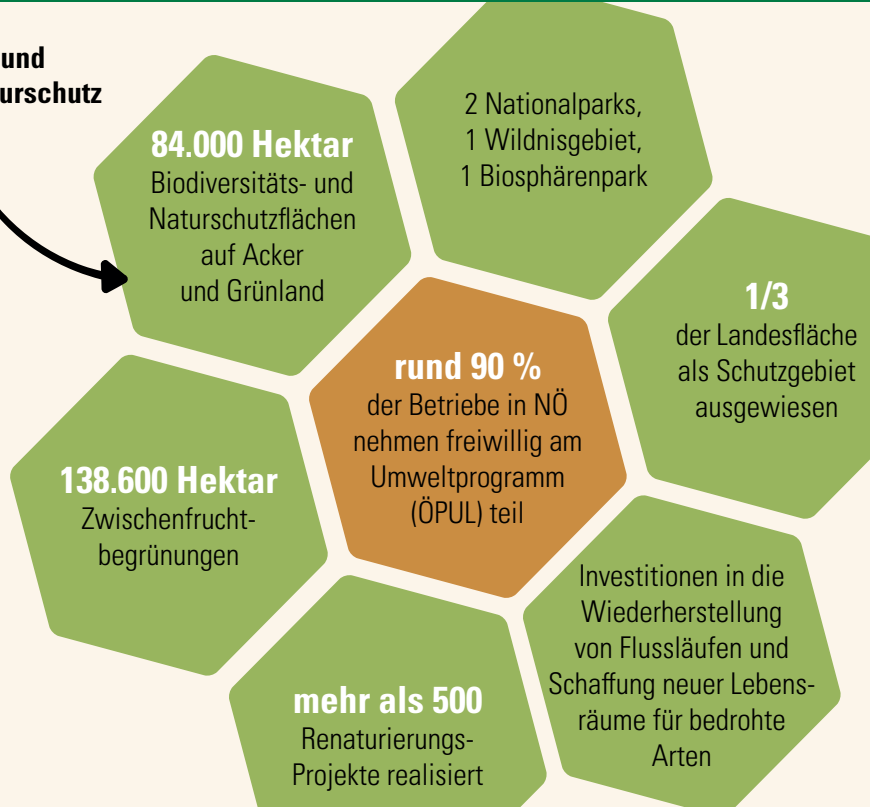 und
urschutz
84.000 Hektar
Biodiversitäts- und
Naturschutzflächen
auf Acker
und Grünland
2 Nationalparks,
1 Wildnisgebiet,
1 Biosphärenpark
1/3
der Landesfläche
als Schutzgebiet
ausgewiesen
rund 90 %
der Betriebe in NÖ
nehmen freiwillig am
Umweltprogramm
(ÖPUL) teil
138.600 Hektar
Zwischenfrucht-
begrünungen
Investitionen in die
Wiederherstellung
von Flussläufen und
Schaffung neuer Lebens-
räume für bedrohte
Arten
mehr als 500
Renaturierungs-
Projekte realisiert